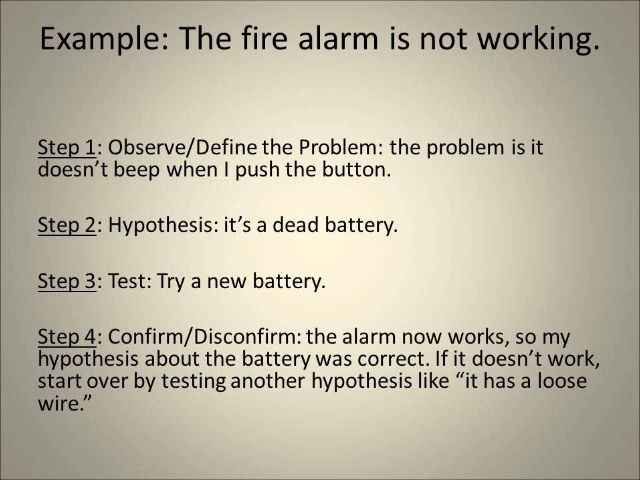 Example: The fire alarm is not working.
Step 1: Observe/Define the Problem: the problem is it
doesn’t beep when I push the button.
Step 2: Hypothesis: it’s a dead battery.
Step 3: Test: Try a new battery.
Step 4: Confirm/Disconfirm: the alarm now works, so my
hypothesis about the battery was correct. If it doesn’t work,
start over by testing another hypothesis like “it has a loose
wire.”